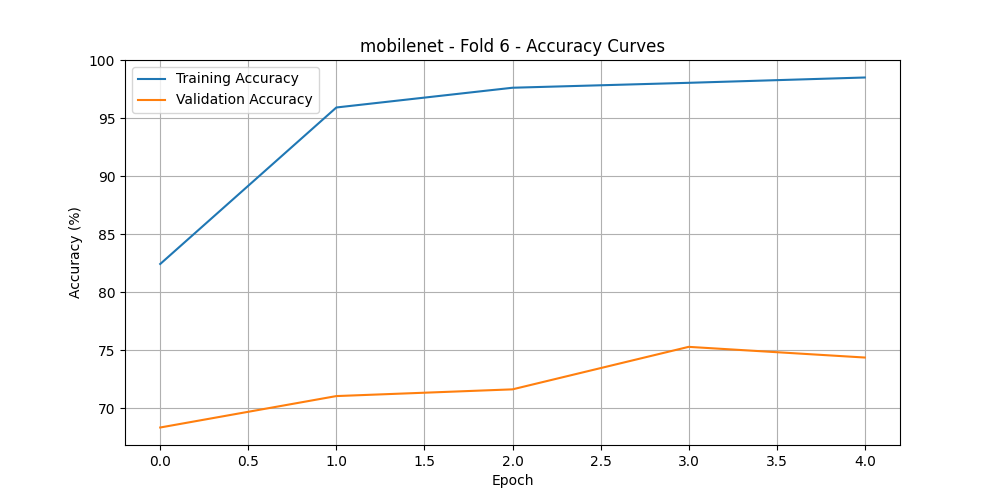 mobilenet - Fold 6 - Accuracy Curves
Training Accuracy
Validation Accuracy
Accuracy (%)
100
95
90
85
80
75
70
0.0 0.5 1.0 1.5 2.0 2.5 3.0 3.5 4.0
Epoch